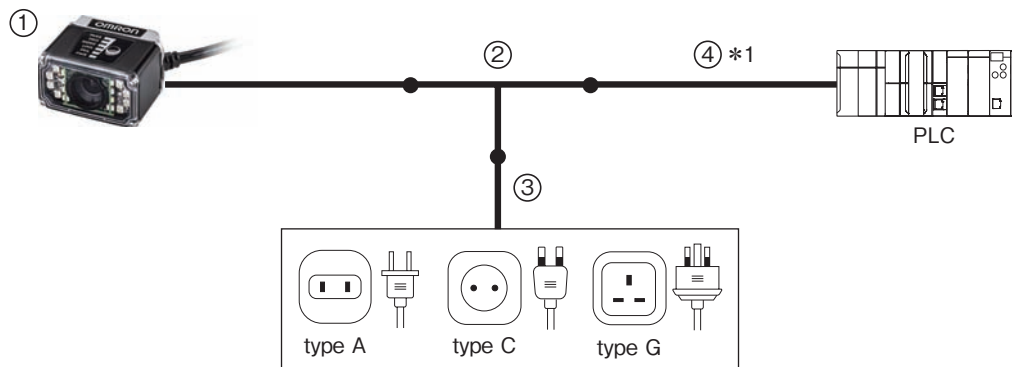 ①
OMRON
②
④ *1
PLC
③
type A
type C
type G